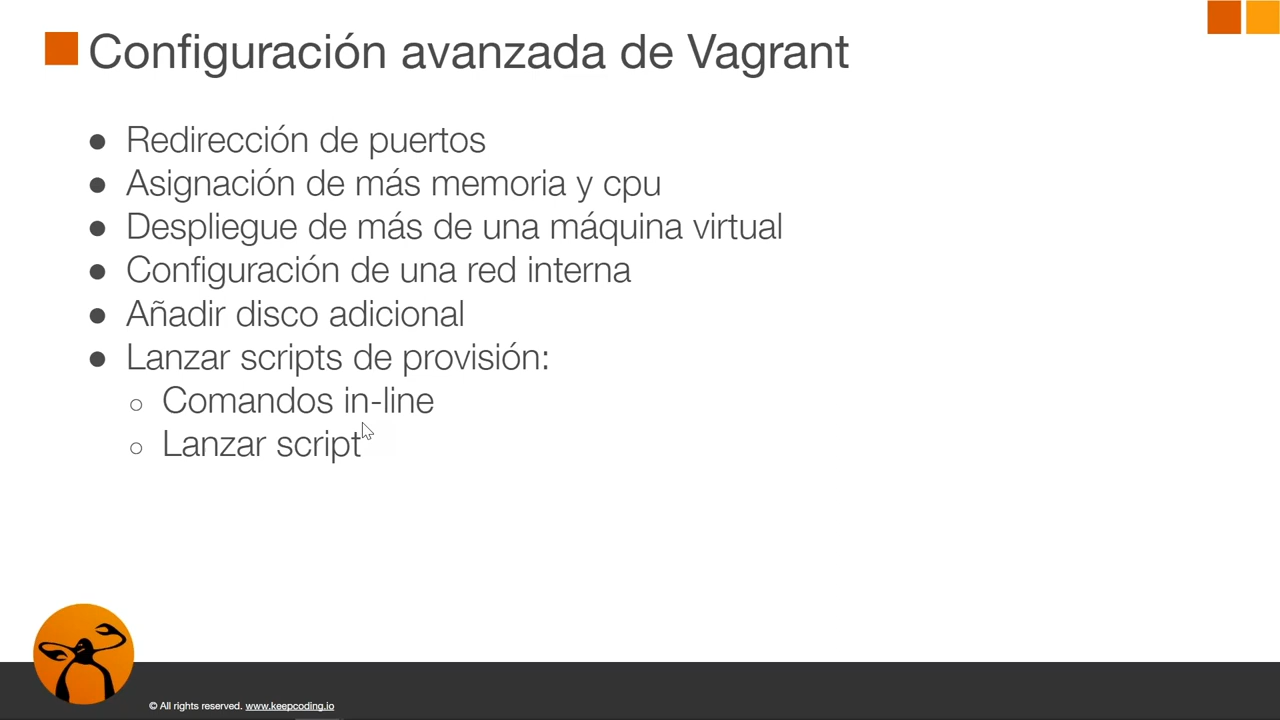 Configuración avanzada de Vagrant
● Redirección de puertos
● Asignación de más memoria y cpu
● Despliegue de más de una máquina virtual
● Configuración de una red interna
● Añadir disco adicional
● Lanzar scripts de provisión:
○ Comandos in-line
○ Lanzar script
© All rights reserved. www.keepcoding.io